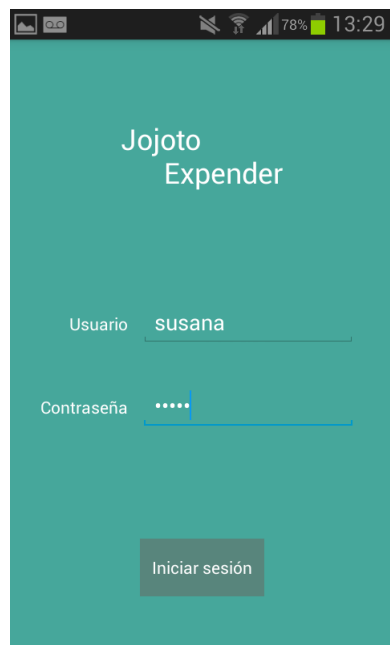 78% 13:29
Jojoto
Expender
Usuario susana
Contraseña •••••
Iniciar sesión